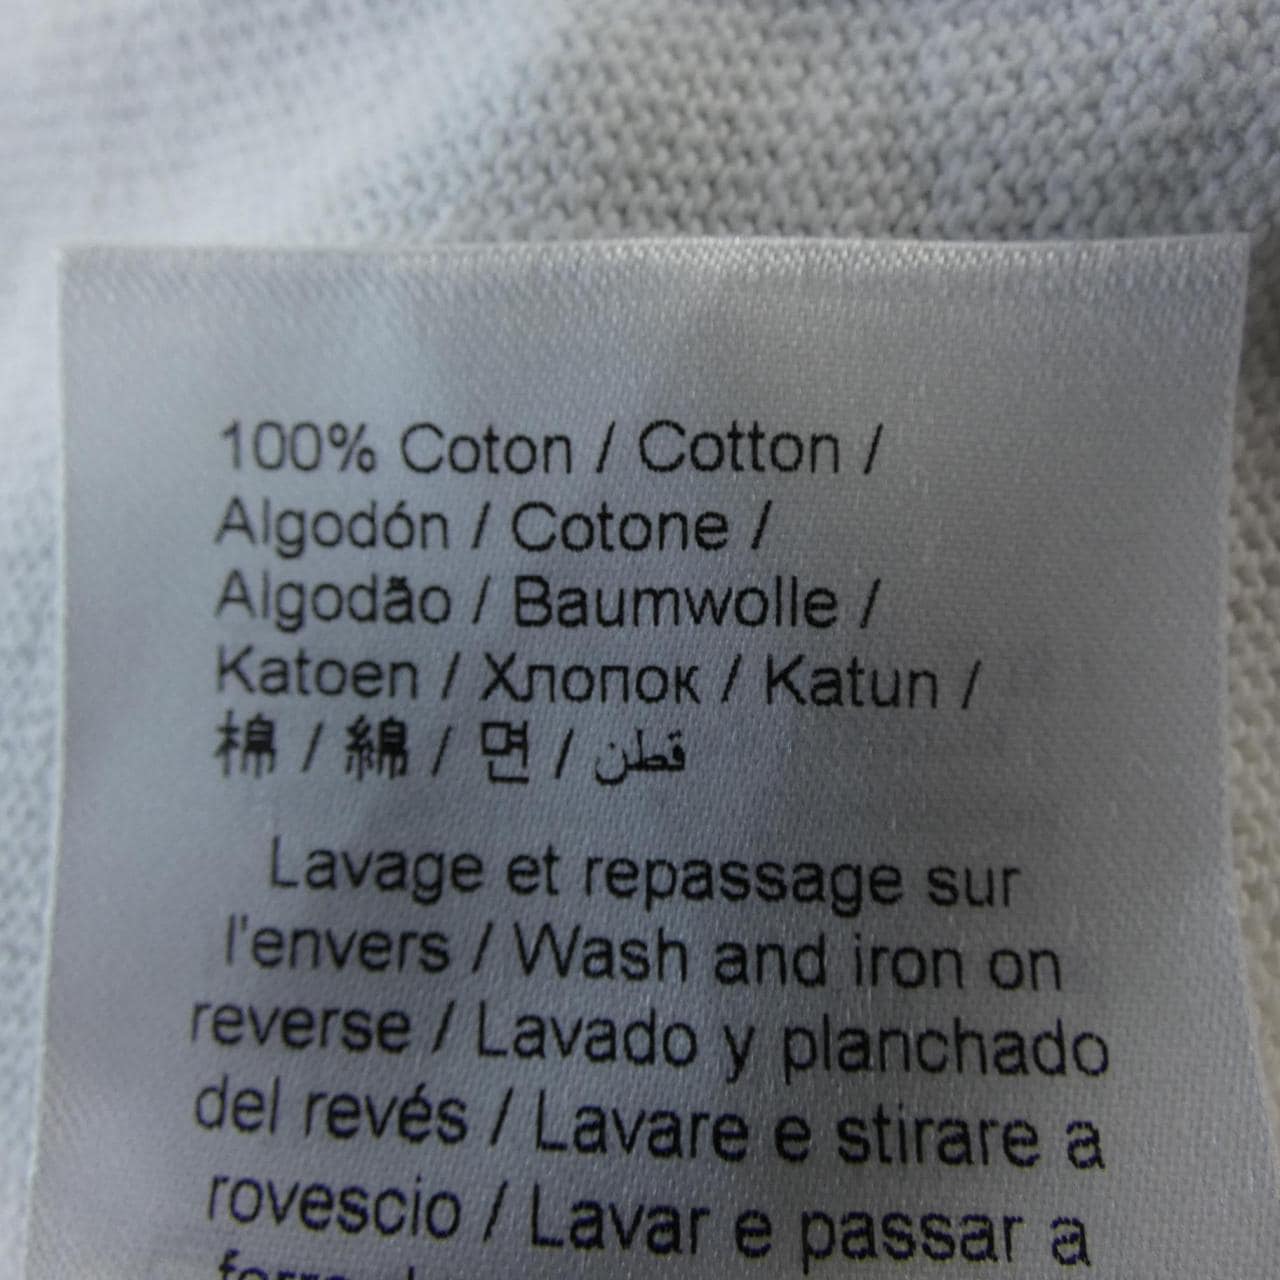 100% Coton / Cotton /
Algodón / Cotone /
Algodão / Baumwolle /
Katoen / Хлопок / Katun /
棉 / 綿 / 면 / قطن
Lavage et repassage sur
l'envers / Wash and iron on
reverse / Lavado y planchado
del revés / Lavare e stirare a
rovescio / Lavar e passar a